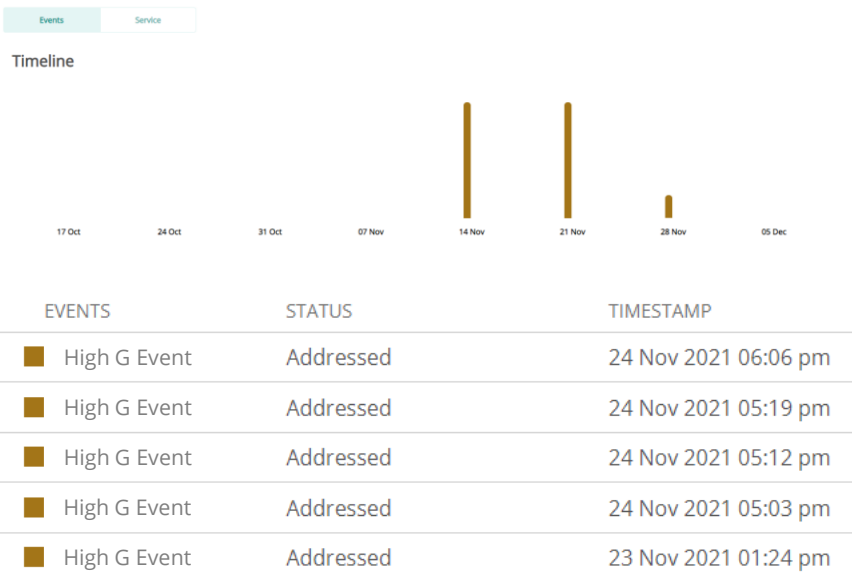 Events Service
Timeline
17 Oct 24 Oct 31 Oct 07 Nov 14 Nov 21 Nov 28 Nov 05 Dec
EVENTS STATUS TIMESTAMP
High G Event Addressed 24 Nov 2021 06:06 pm
High G Event Addressed 24 Nov 2021 05:19 pm
High G Event Addressed 24 Nov 2021 05:12 pm
High G Event Addressed 24 Nov 2021 05:03 pm
High G Event Addressed 23 Nov 2021 01:24 pm